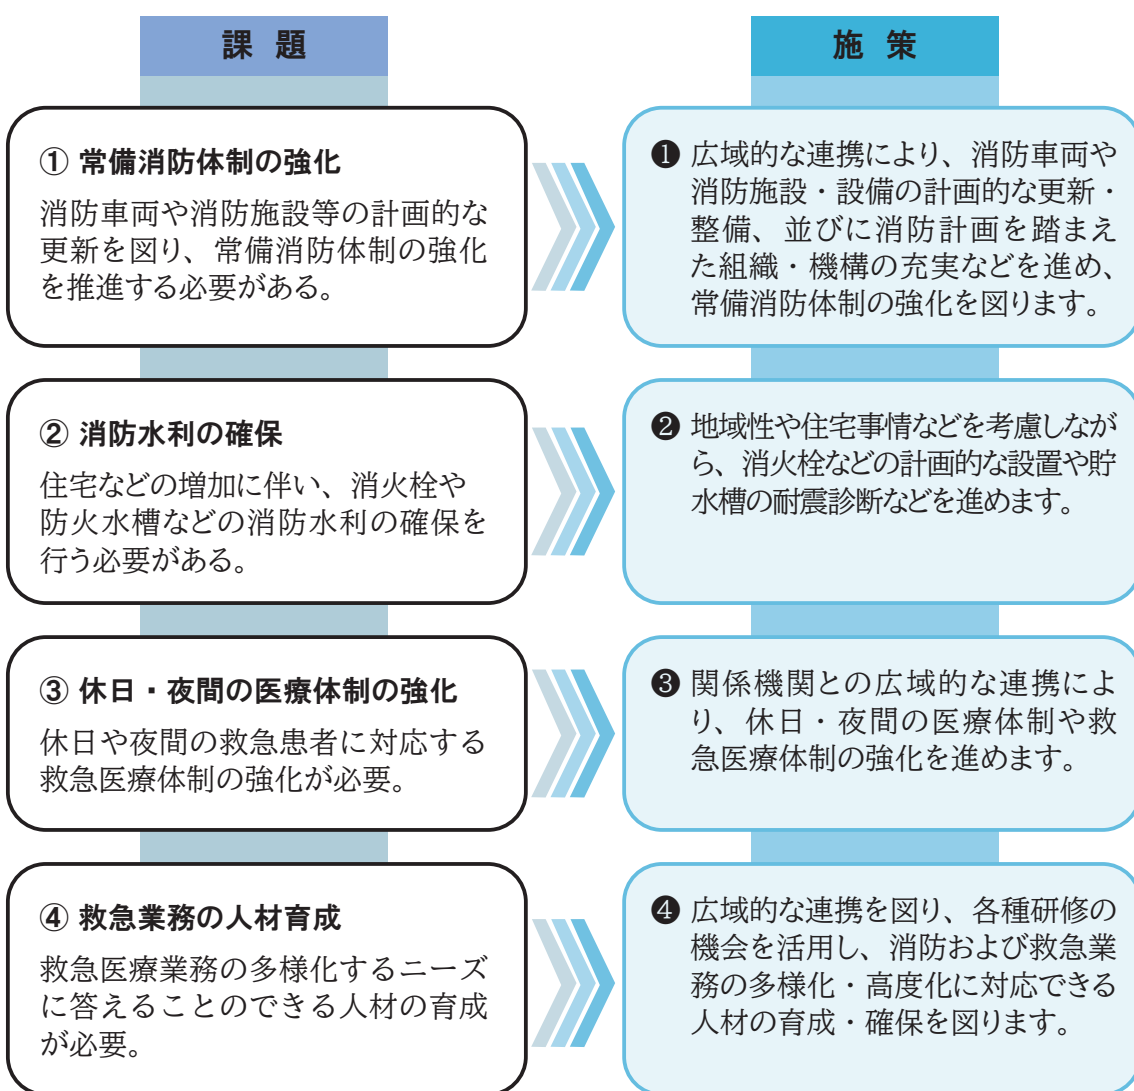 課題
施策
① 常備消防体制の強化
消防車両や消防施設等の計画的な
更新を図り、常備消防体制の強化
を推進する必要がある。
❶ 広域的な連携により、消防車両や
消防施設・設備の計画的な更新・
整備、並びに消防計画を踏まえ
た組織・機構の充実などを進め、
常備消防体制の強化を図ります。
② 消防水利の確保
住宅などの増加に伴い、消火栓や
防火水槽などの消防水利の確保を
行う必要がある。
❷ 地域性や住宅事情などを考慮しなが
ら、消火栓などの計画的な設置や貯
水槽の耐震診断などを進めます。
③ 休日・夜間の医療体制の強化
休日や夜間の救急患者に対応する
救急医療体制の強化が必要。
❸ 関係機関との広域的な連携によ
り、休日・夜間の医療体制や救
急医療体制の強化を進めます。
④ 救急業務の人材育成
救急医療業務の多様化するニーズ
に答えることのできる人材の育成
が必要。
❹ 広域的な連携を図り、各種研修の
機会を活用し、消防および救急業
務の多様化・高度化に対応できる
人材の育成・確保を図ります。